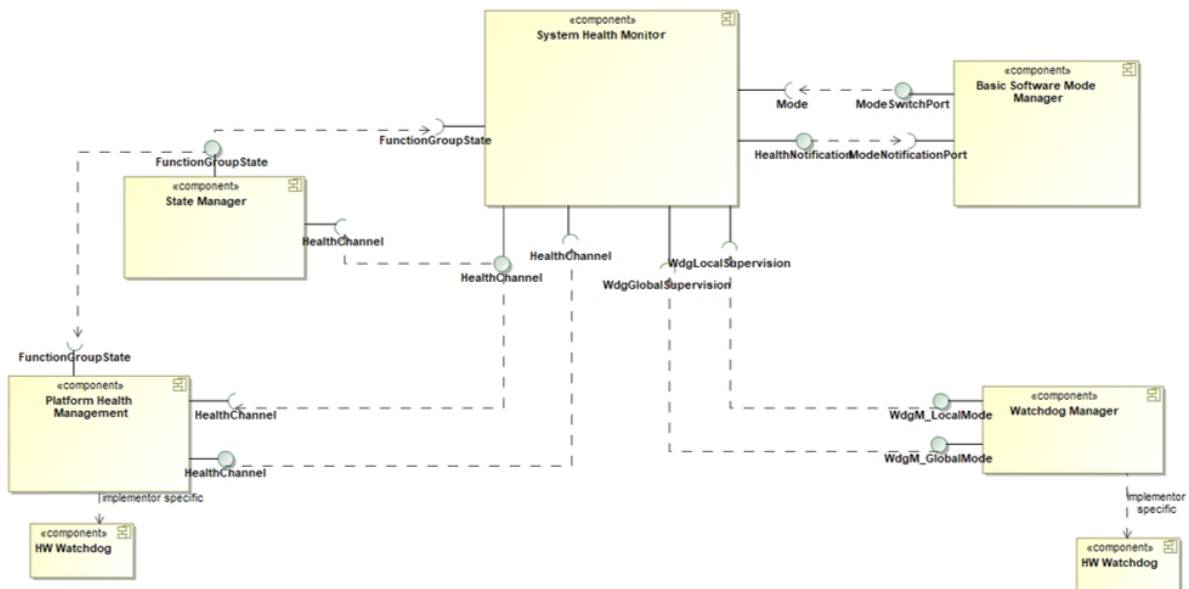 «component»
System Health Monitor
«component»
Basic Software Mode
Manager
Mode
ModeSwitchPort
HealthNotification
ModeNotificationPort
FunctionGroupState
FunctionGroupState
«component»
State Manager
HealthChannel
HealthChannel
HealthChannel
WdgLocalSupervision
WdgGlobalSupervision
FunctionGroupState
«component»
Platform Health
Management
HealthChannel
HealthChannel
implementor specific
«component»
HW Watchdog
«component»
Watchdog Manager
WdgM_LocalMode
WdgM_GlobalMode
implementor
specific
«component»
HW Watchdog